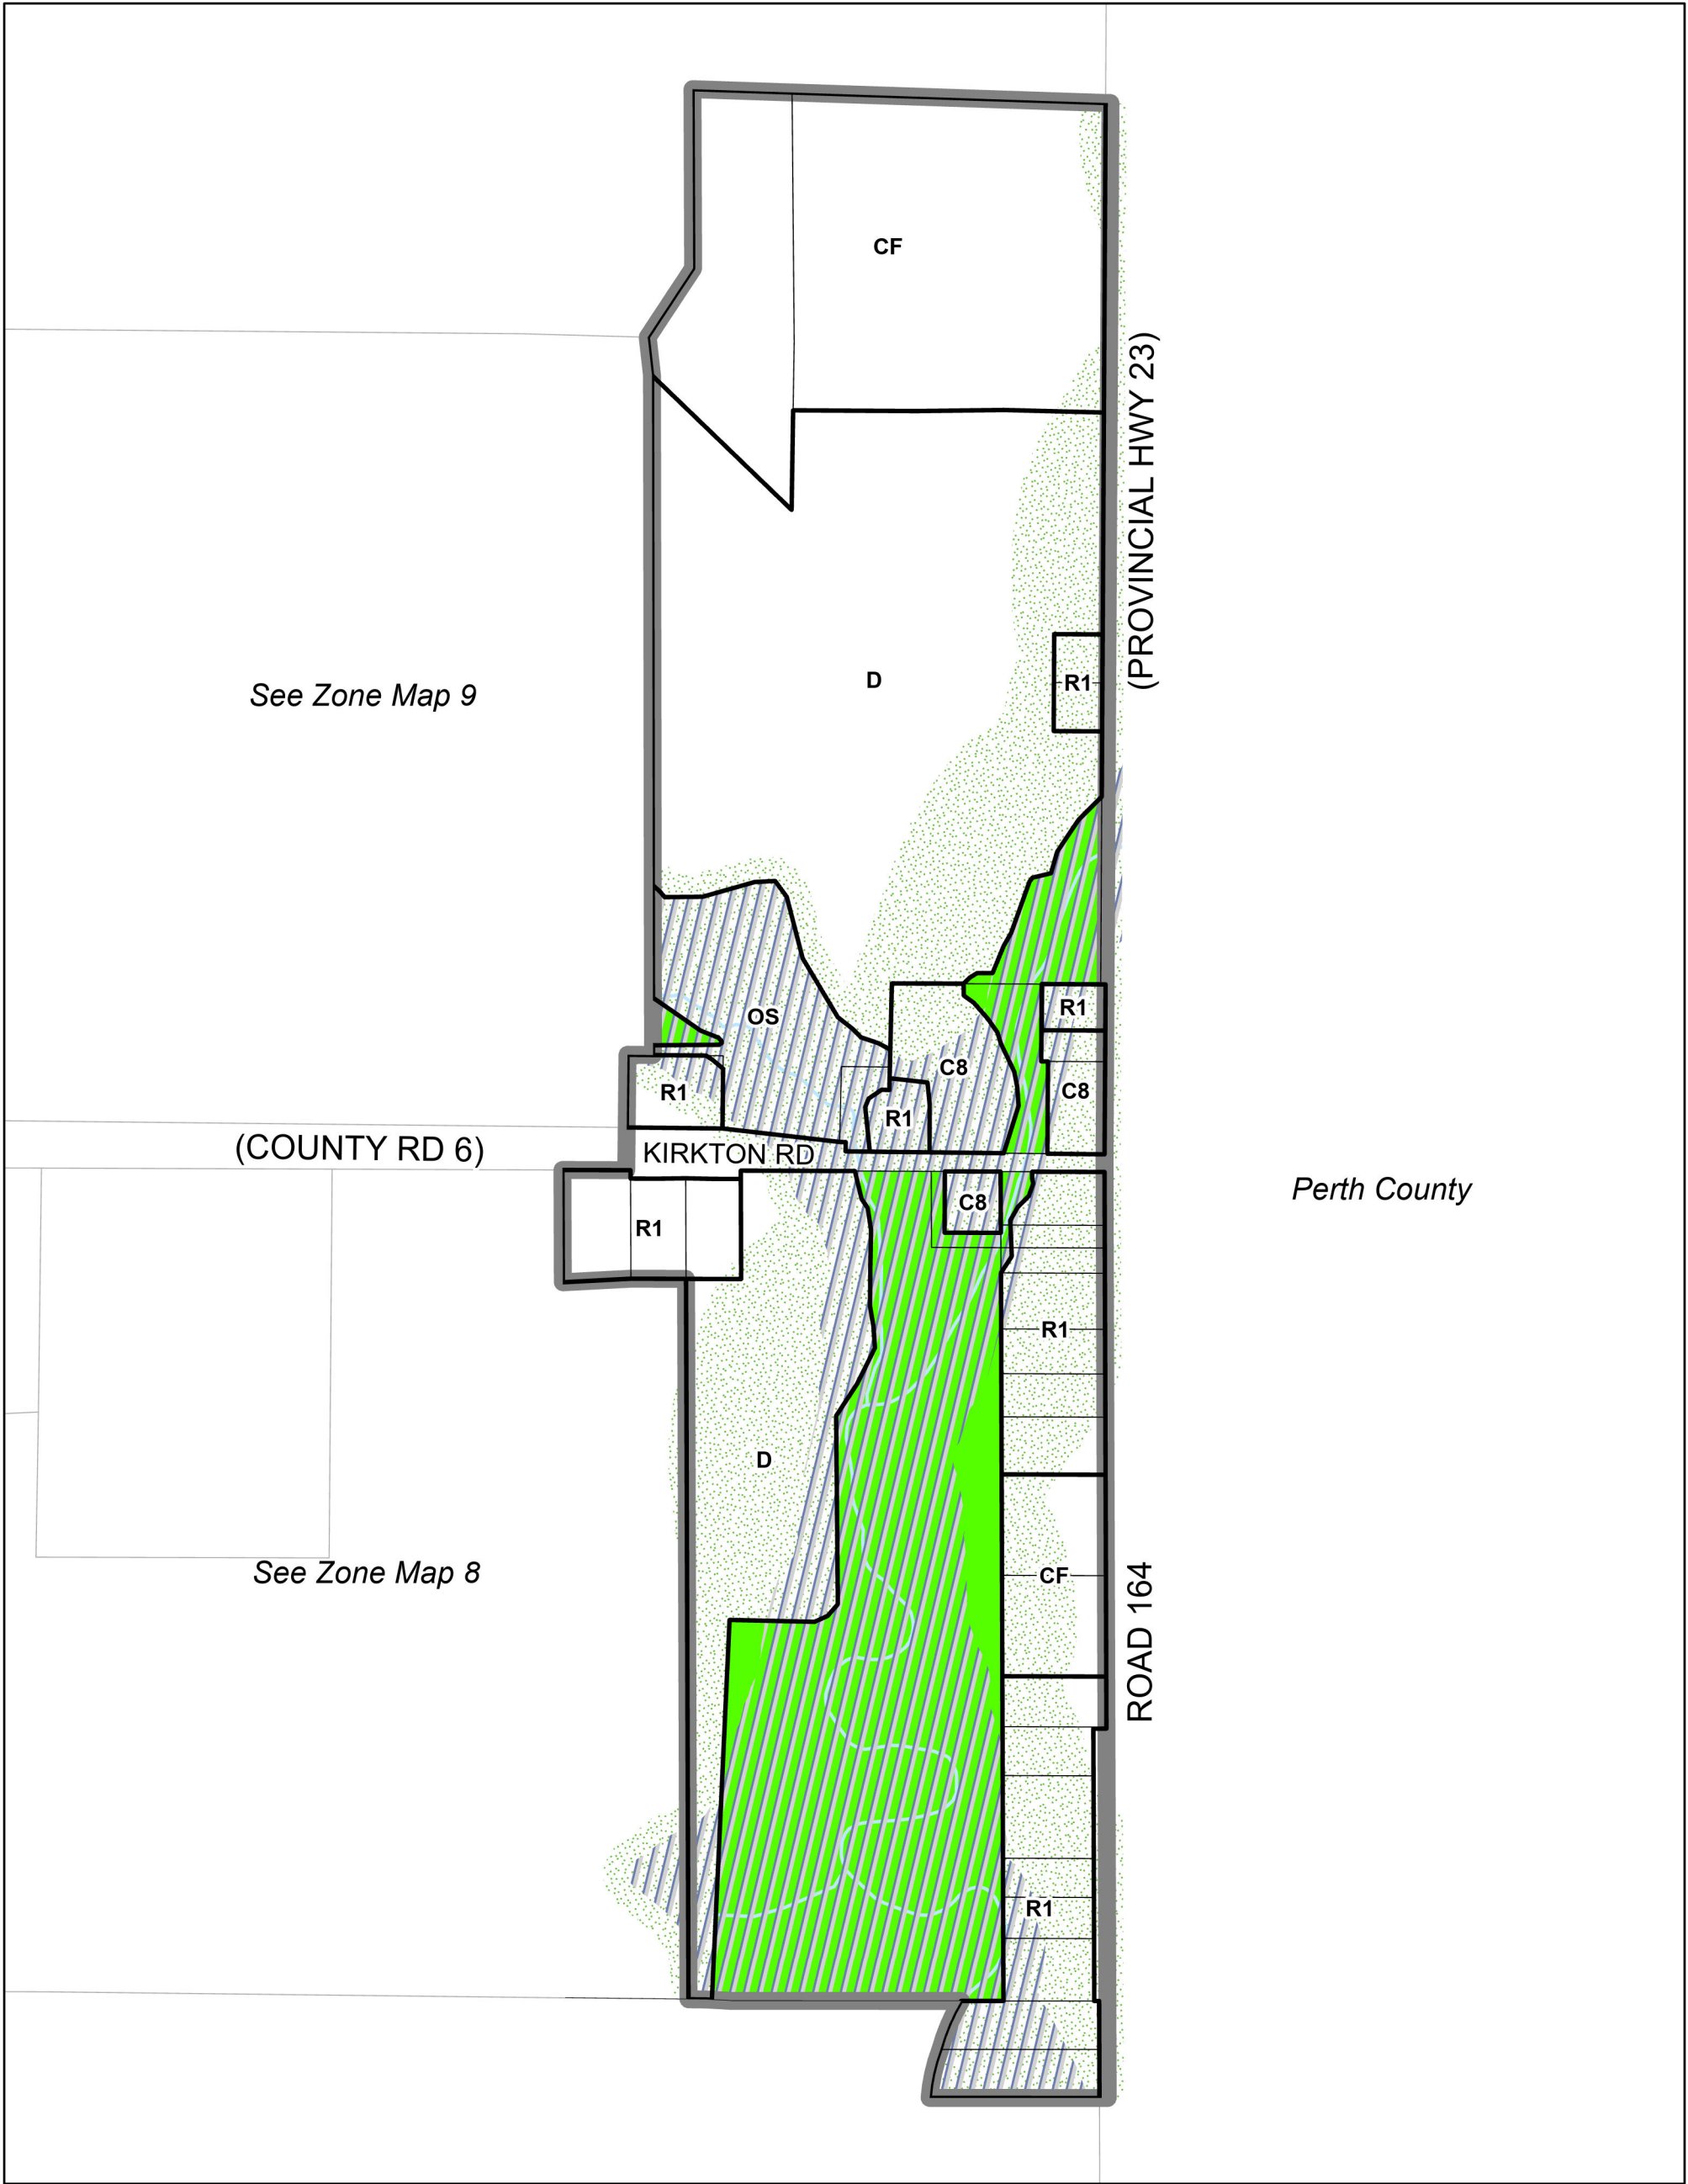 CF
(PROVINCIAL HWY 23)
See Zone Map 9
D
R1
OS
R1
C8
R1
C8
R1
(COUNTY RD 6)
KIRKTON RD
Perth County
C8
R1
R1
D
See Zone Map 8
CF
ROAD 164
R1